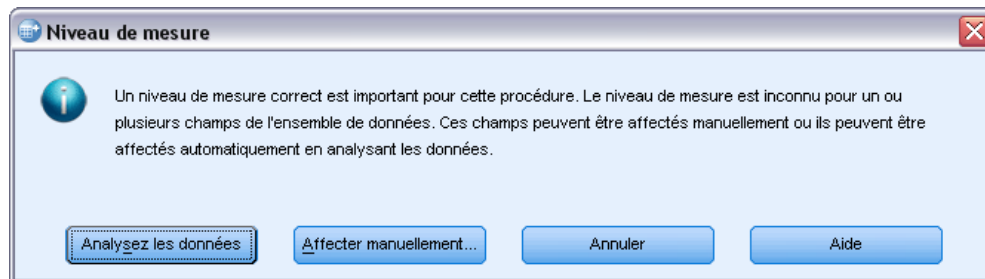 Niveau de mesure
Un niveau de mesure correct est important pour cette procédure. Le niveau de mesure est inconnu pour un ou
plusieurs champs de l'ensemble de données. Ces champs peuvent être affectés manuellement ou ils peuvent être
affectés automatiquement en analysant les données.
Analysez les données
Affecter manuellement...
Annuler
Aide